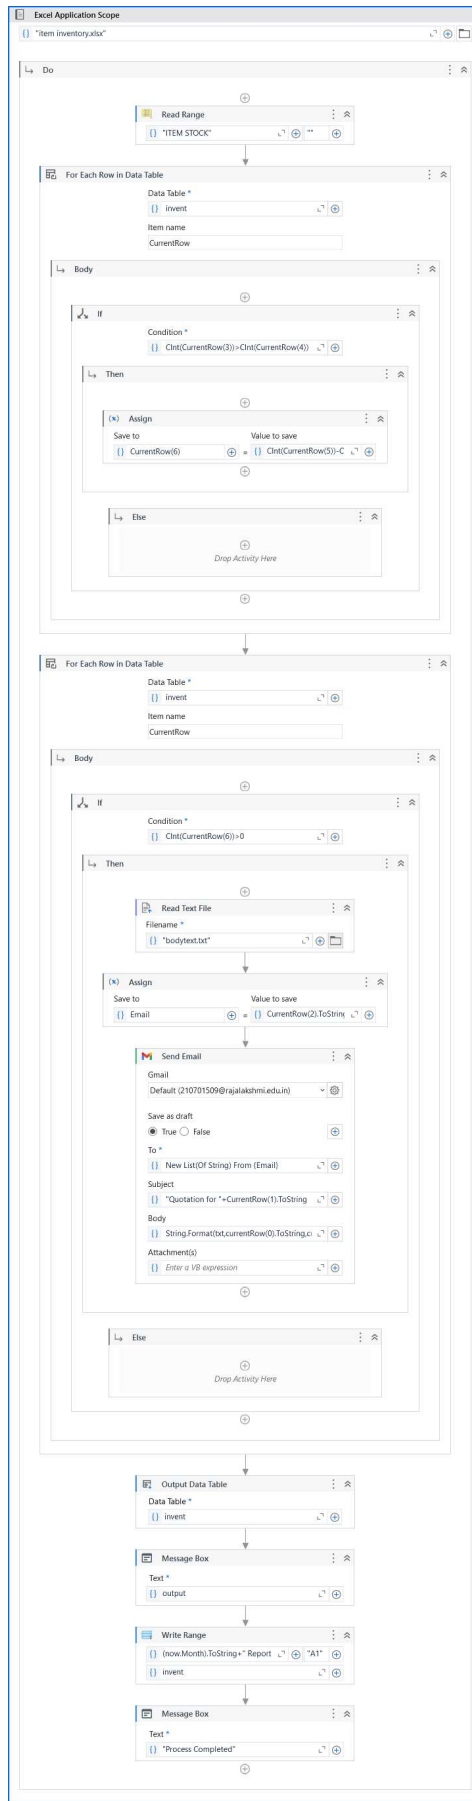 Excel Application Scope
{} "item inventory.xlsx"
Do
Read Range
{} "ITEM STOCK" ""
For Each Row in Data Table
Data Table *
{} invent
Item name
CurrentRow
Body
If
Condition *
{} CInt(CurrentRow(3))>CInt(CurrentRow(4))
Then
(x) Assign
Save to Value to save
{} CurrentRow(6) = {} CInt(CurrentRow(5))-C
Else
Drop Activity Here
For Each Row in Data Table
Data Table *
{} invent
Item name
CurrentRow
Body
If
Condition *
{} CInt(CurrentRow(6))>0
Then
Read Text File
Filename *
{} "bodytext.txt"
(x) Assign
Save to Value to save
{} Email = {} CurrentRow(2).ToString
Send Email
Gmail
Default (210701509@rajalakshmi.edu.in)
Save as draft
True False
To *
{} New List(Of String) From {Email}
Subject
{} "Quotation for "+CurrentRow(1).ToString
Body
{} String.Format(txt,currentRow(0).ToString,c
Attachment(s)
{} Enter a VB expression
Else
Drop Activity Here
Output Data Table
Data Table *
{} invent
Message Box
Text *
{} output
Write Range
{} (now.Month).ToString+" Report "A1"
{} invent
Message Box
Text *
{} "Process Completed"